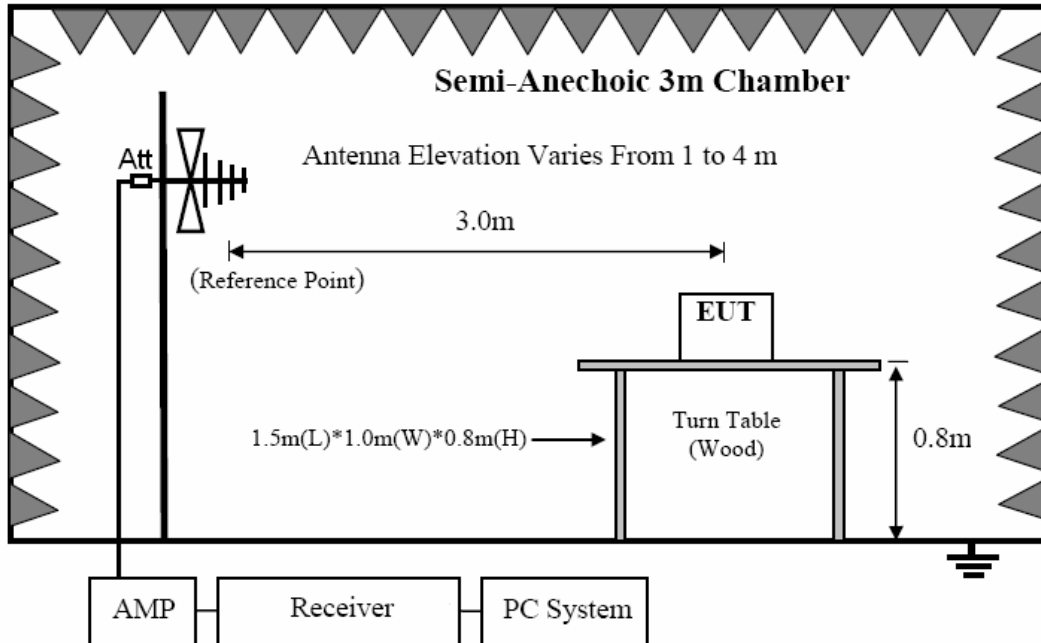 Semi-Anechoic 3m Chamber
Att
Antenna Elevation Varies From 1 to 4 m
3.0m
(Reference Point)
EUT
1.5m(L)*1.0m(W)*0.8m(H)
Turn Table
(Wood)
0.8m
AMP
Receiver
PC System